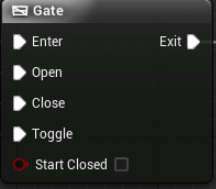 Gate
Enter Exit
Open
Close
Toggle
Start Closed